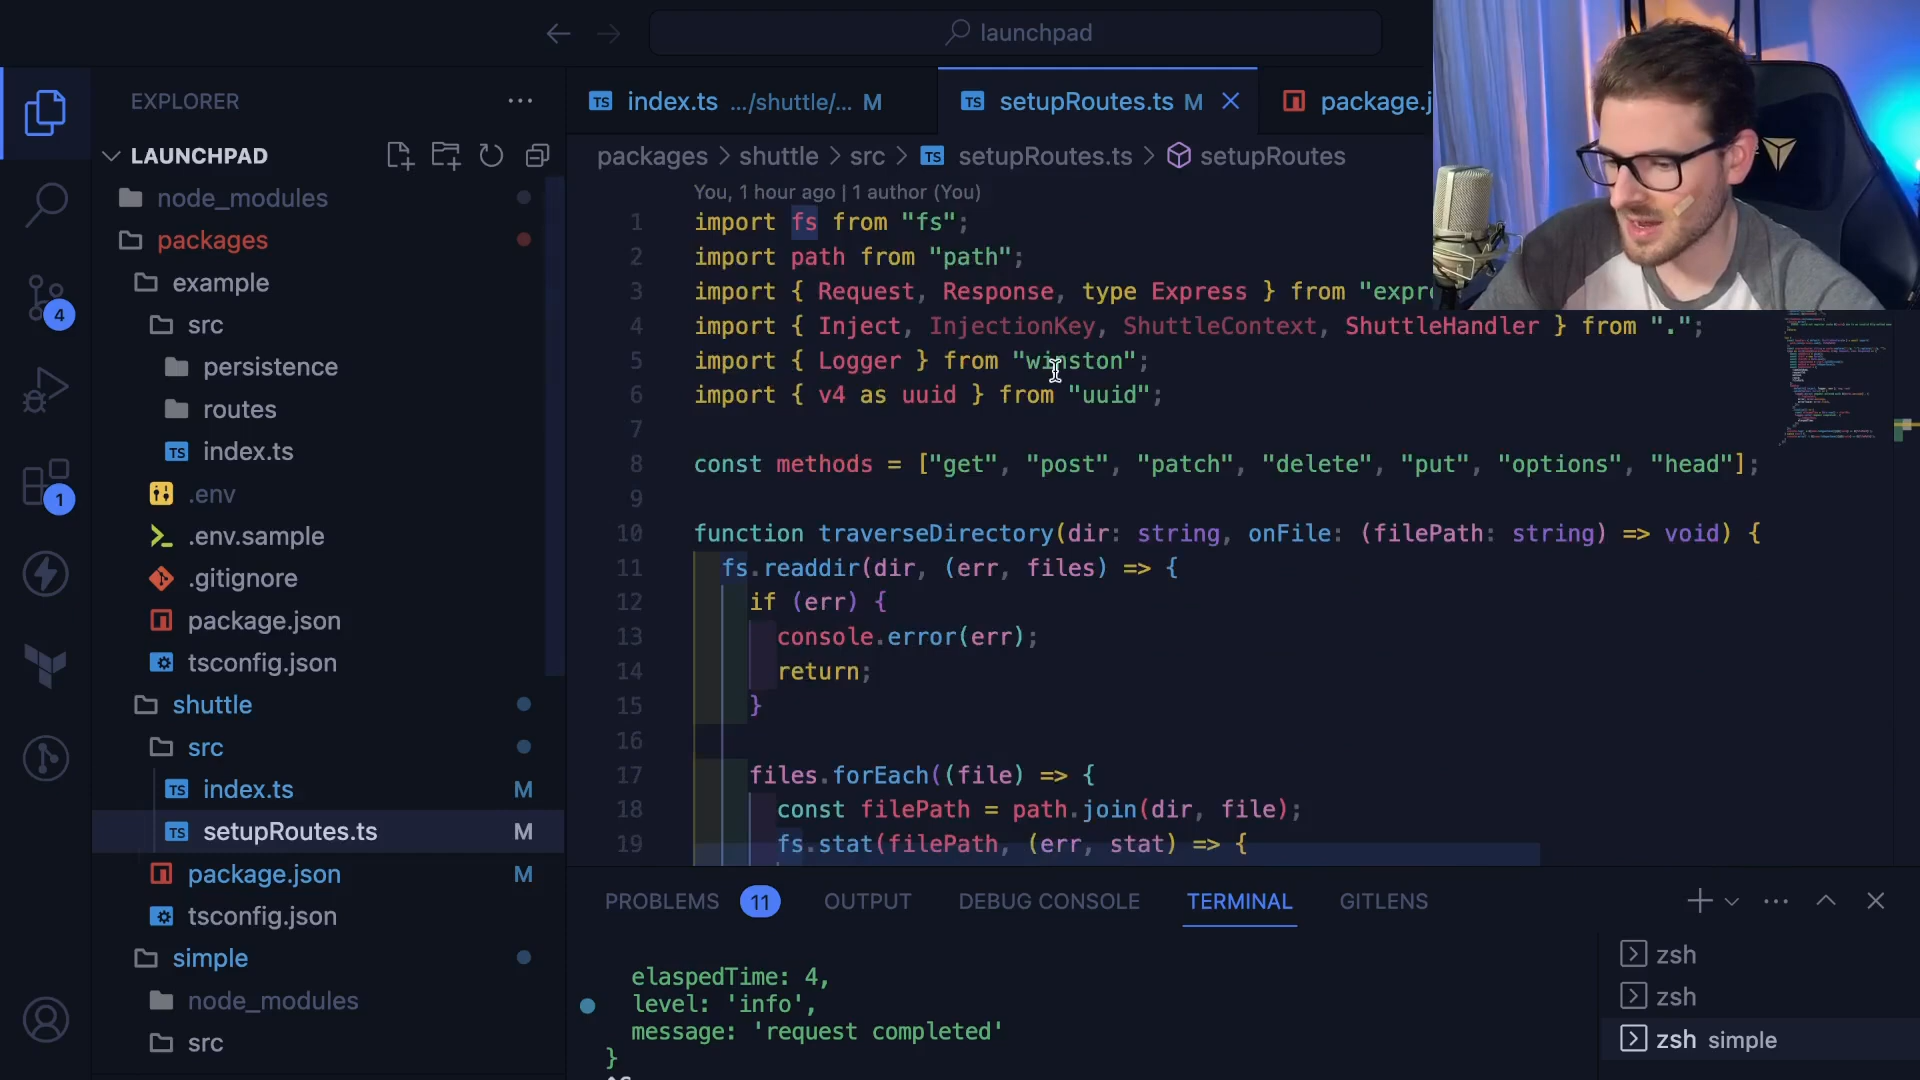 launchpad
EXPLORER
LAUNCHPAD
node_modules
packages
example
src
persistence
routes
index.ts
.env
.env.sample
.gitignore
package.json
tsconfig.json
shuttle
src
index.ts M
setupRoutes.ts M
package.json M
tsconfig.json
simple
node_modules
src
4
1
TS index.ts .../shuttle/... M
TS setupRoutes.ts M
package.j
packages > shuttle > src > TS setupRoutes.ts > setupRoutes
You, 1 hour ago | 1 author (You)
1 import fs from "fs";
2 import path from "path";
3 import { Request, Response, type Express } from "expr
4 import { Inject, InjectionKey, ShuttleContext, ShuttleHandler } from ".";
5 import { Logger } from "winston";
6 import { v4 as uuid } from "uuid";
7
8 const methods = ["get", "post", "patch", "delete", "put", "options", "head"];
9
10 function traverseDirectory(dir: string, onFile: (filePath: string) => void) {
11 fs.readdir(dir, (err, files) => {
12 if (err) {
13 console.error(err);
14 return;
15 }
16
17 files.forEach((file) => {
18 const filePath = path.join(dir, file);
19 fs.stat(filePath, (err, stat) => {
PROBLEMS 11 OUTPUT DEBUG CONSOLE TERMINAL GITLENS
elaspedTime: 4,
level: 'info',
message: 'request completed'
}
zsh
zsh
zsh simple